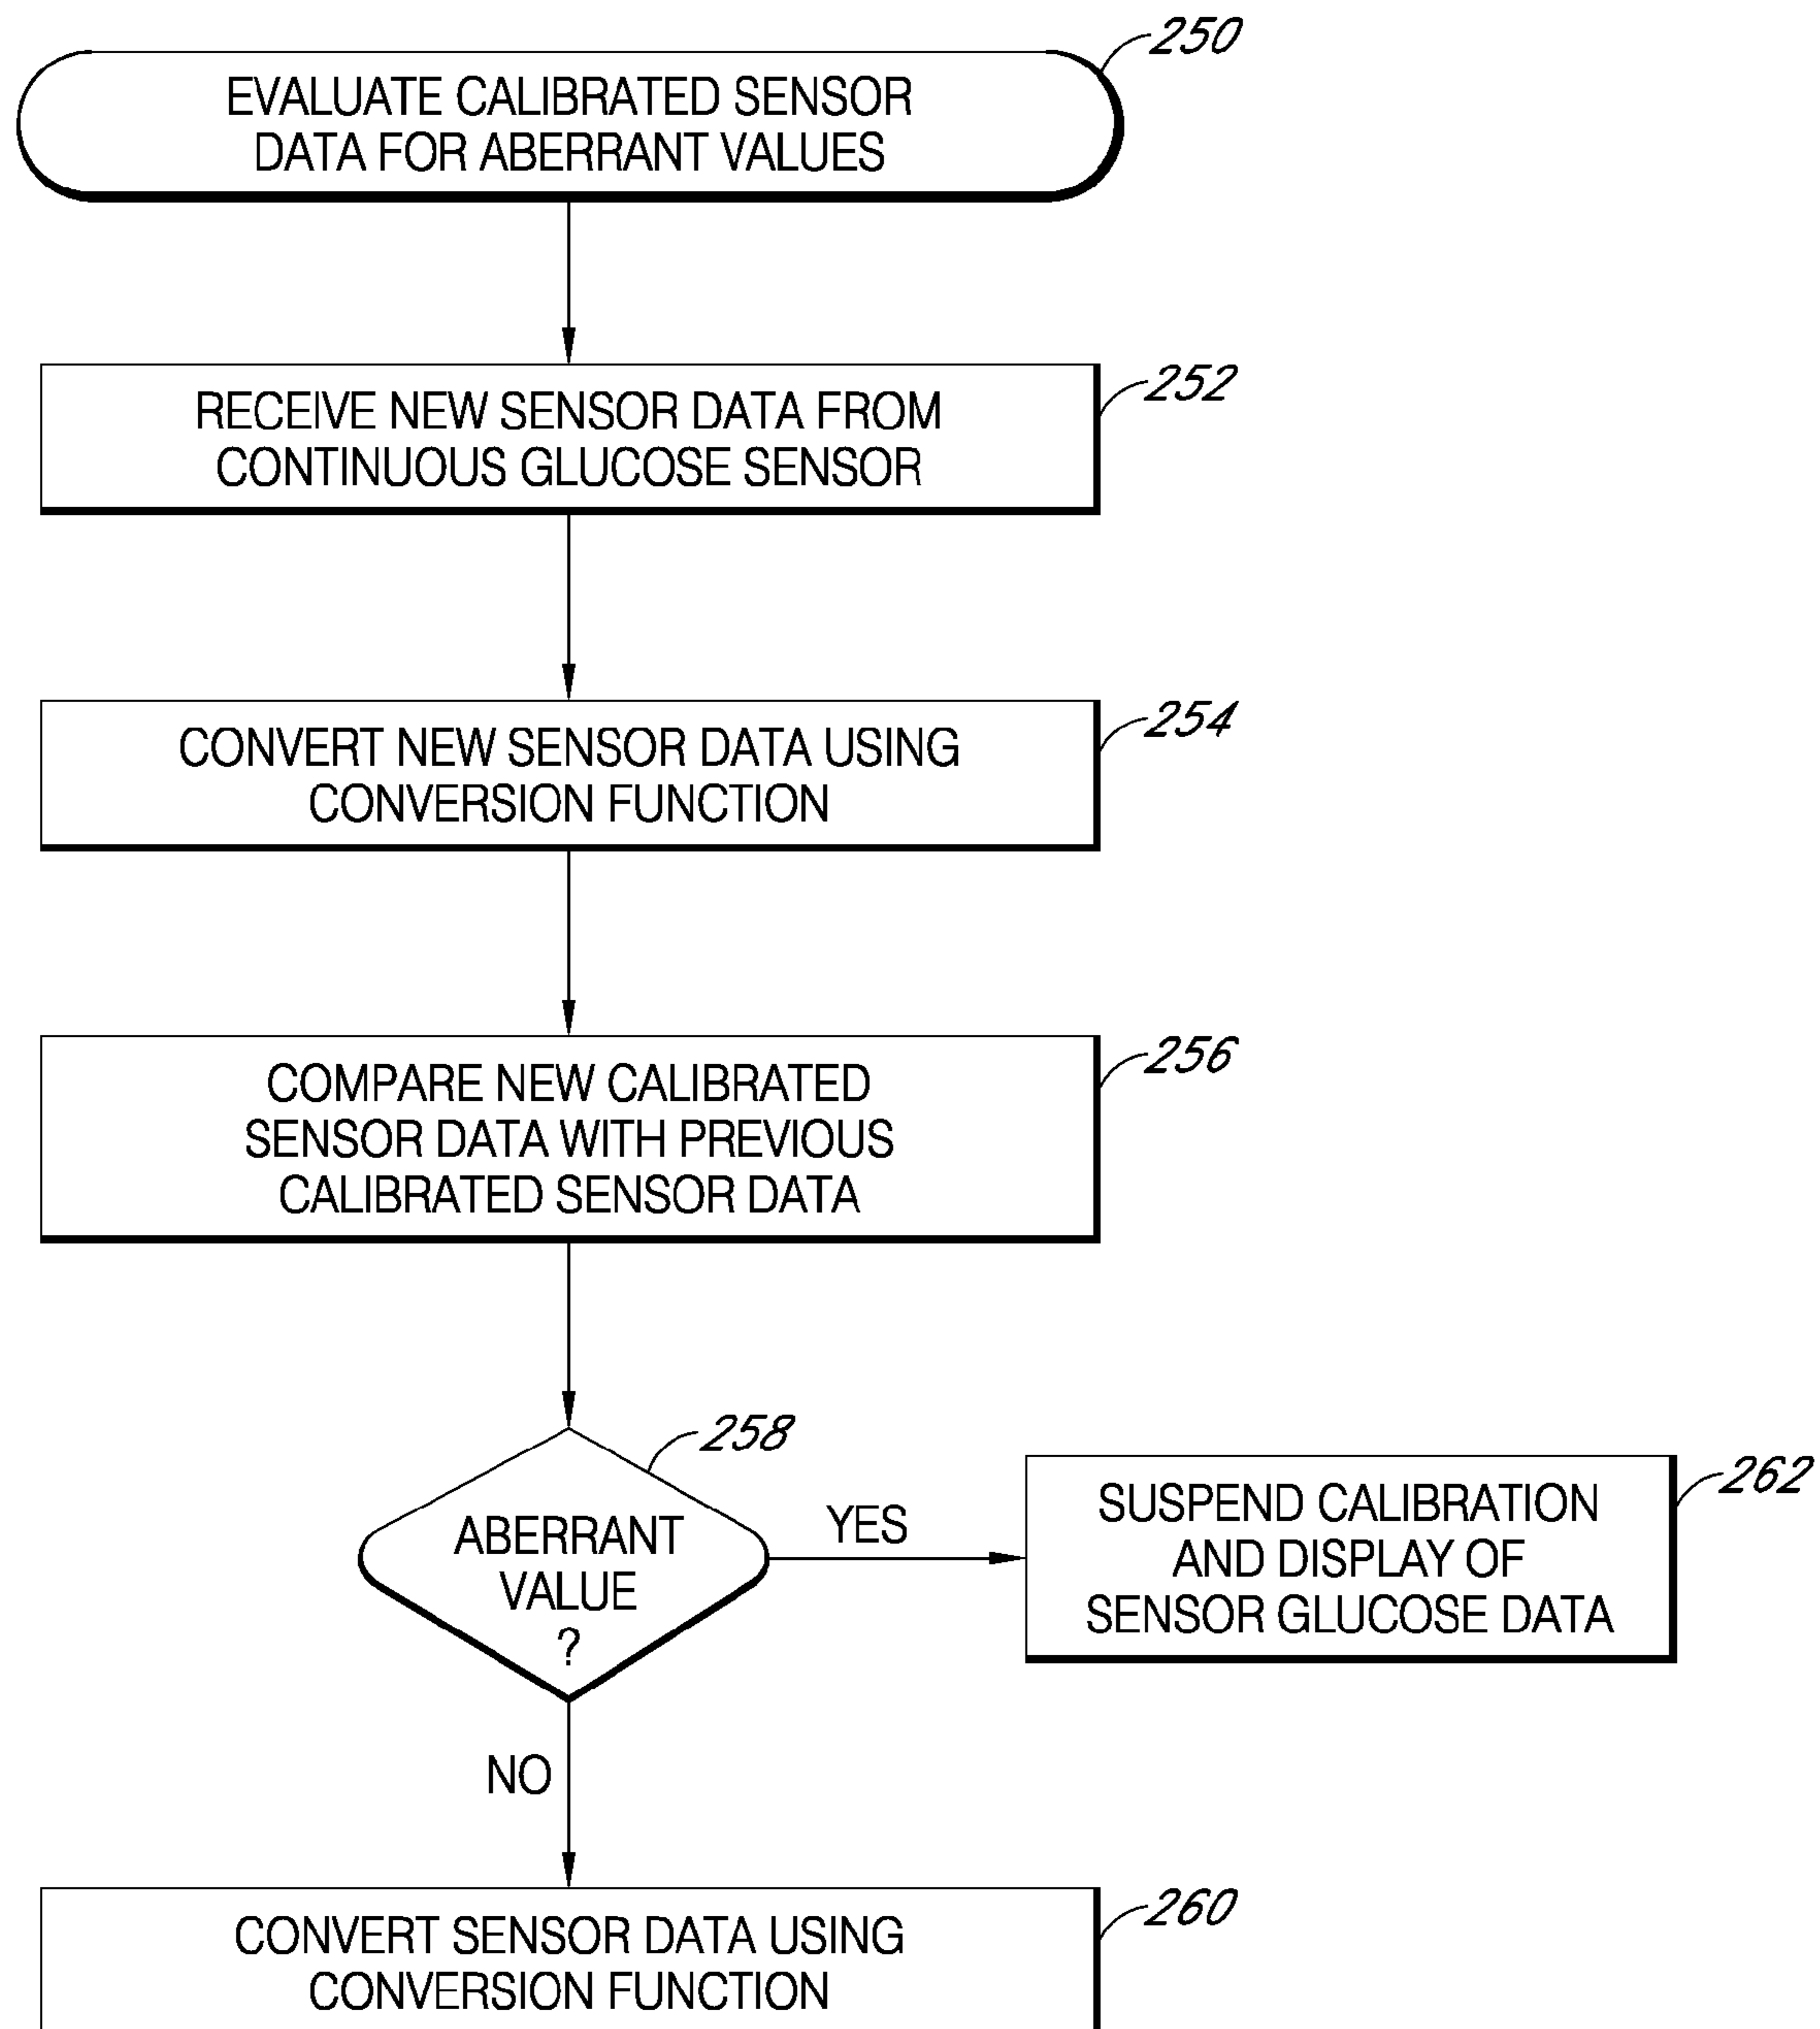 250
EVALUATE CALIBRATED SENSOR
DATA FOR ABERRANT VALUES
252
RECEIVE NEW SENSOR DATA FROM
CONTINUOUS GLUCOSE SENSOR
254
CONVERT NEW SENSOR DATA USING
CONVERSION FUNCTION
256
COMPARE NEW CALIBRATED
SENSOR DATA WITH PREVIOUS
CALIBRATED SENSOR DATA
258
ABERRANT
VALUE
?
YES
262
SUSPEND CALIBRATION
AND DISPLAY OF
SENSOR GLUCOSE DATA
NO
260
CONVERT SENSOR DATA USING
CONVERSION FUNCTION